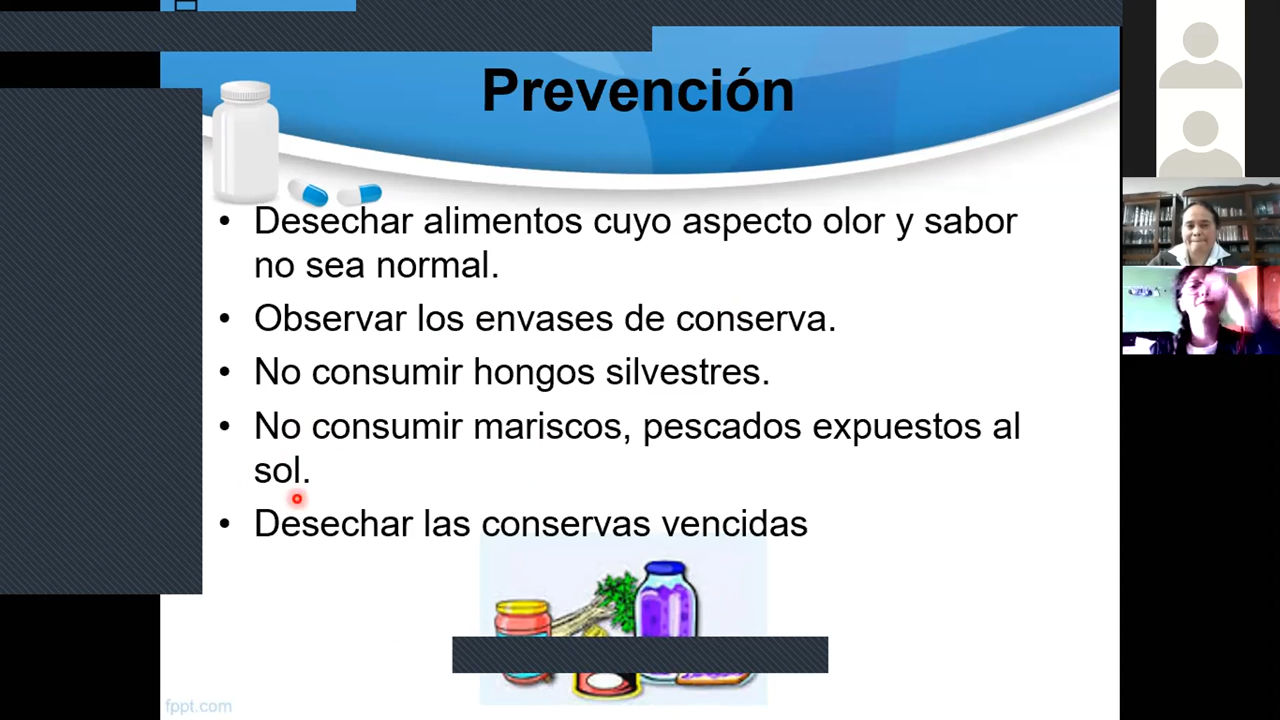 Prevención
• Desechar alimentos cuyo aspecto olor y sabor
no sea normal.
• Observar los envases de conserva.
• No consumir hongos silvestres.
• No consumir mariscos, pescados expuestos al
sol.
• Desechar las conservas vencidas
fppt.com